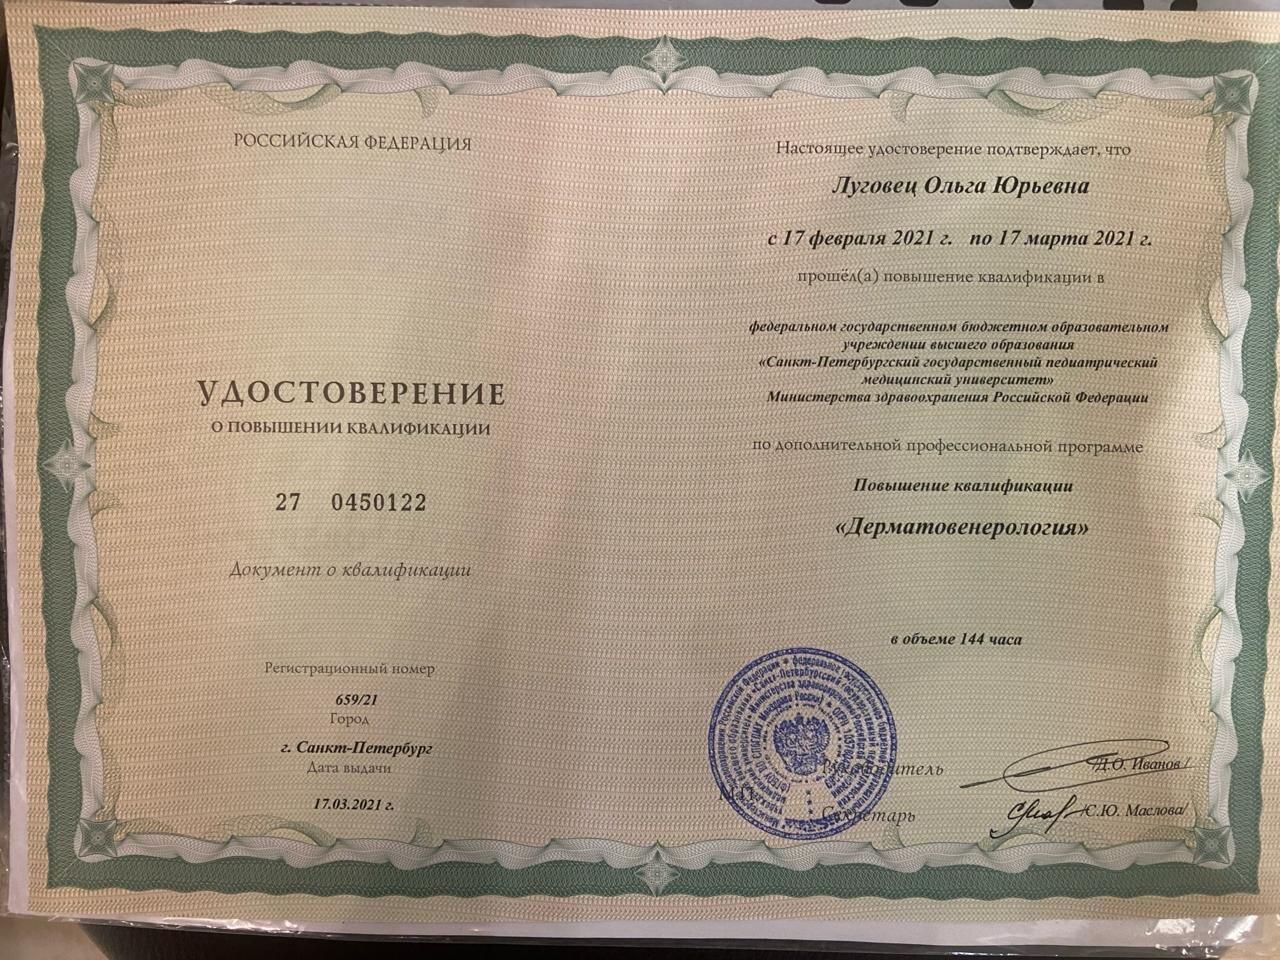 РОССИЙСКАЯ ФЕДЕРАЦИЯ
УДОСТОВЕРЕНИЕ
О ПОВЫШЕНИИ КВАЛИФИКАЦИИ
27 0450122
Документ о квалификации
Регистрационный номер
659/21
Город
г. Санкт-Петербург
Дата выдачи
17.03.2021 г.
Настоящее удостоверение подтверждает, что
Луговец Ольга Юрьевна
с 17 февраля 2021 г. по 17 марта 2021 г.
прошёл(а) повышение квалификации в
федеральном государственном бюджетном образовательном
учреждении высшего образования
«Санкт-Петербургский государственный педиатрический
медицинский университет»
Министерства здравоохранения Российской Федерации
по дополнительной профессиональной программе
Повышение квалификации
«Дерматовенерология»
в объеме 144 часа
Руководитель
/Д.О. Иванов /
Секретарь
/С.Ю. Маслова/